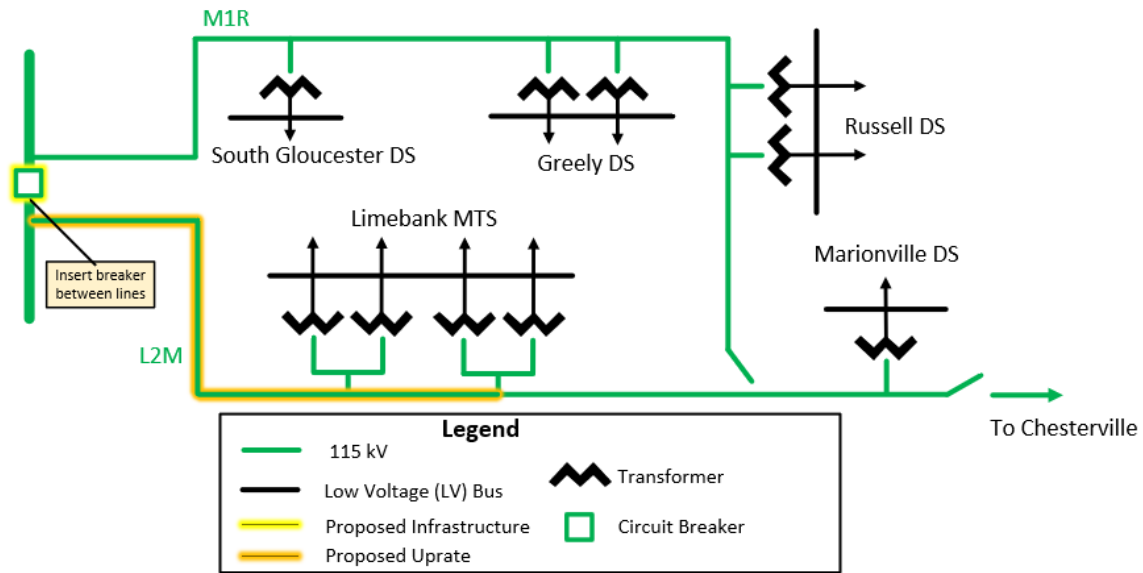 M1R
South Gloucester DS
Greely DS
Russell DS
Limebank MTS
Marionville DS
Insert breaker
between lines
L2M
To Chesterville
Legend
115 kV
Low Voltage (LV) Bus
Proposed Infrastructure
Proposed Uprate
Transformer
Circuit Breaker